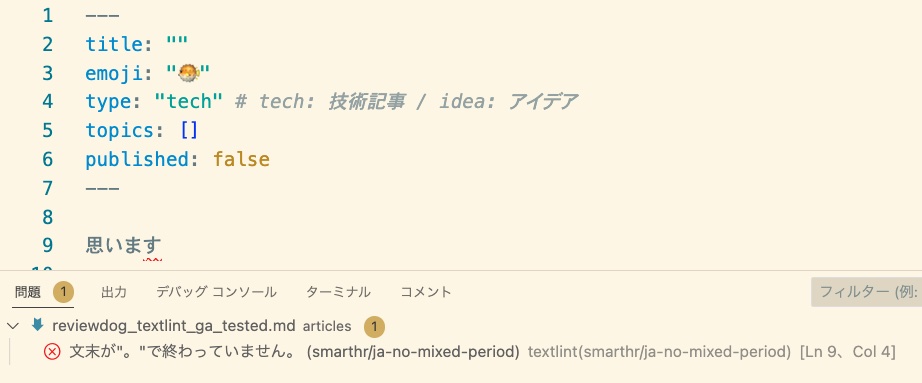 1 ---
2 title: ""
3 emoji: "🐡"
4 type: "tech" # tech: 技術記事 / idea: アイデア
5 topics: []
6 published: false
7 ---
8
9 思います
問題 1 出力 デバッグ コンソール ターミナル コメント フィルター (例:
reviewdog_textlint_ga_tested.md articles 1
文末が"。"で終わっていません。 (smarthr/ja-no-mixed-period) textlint(smarthr/ja-no-mixed-period) [Ln 9、Col 4]